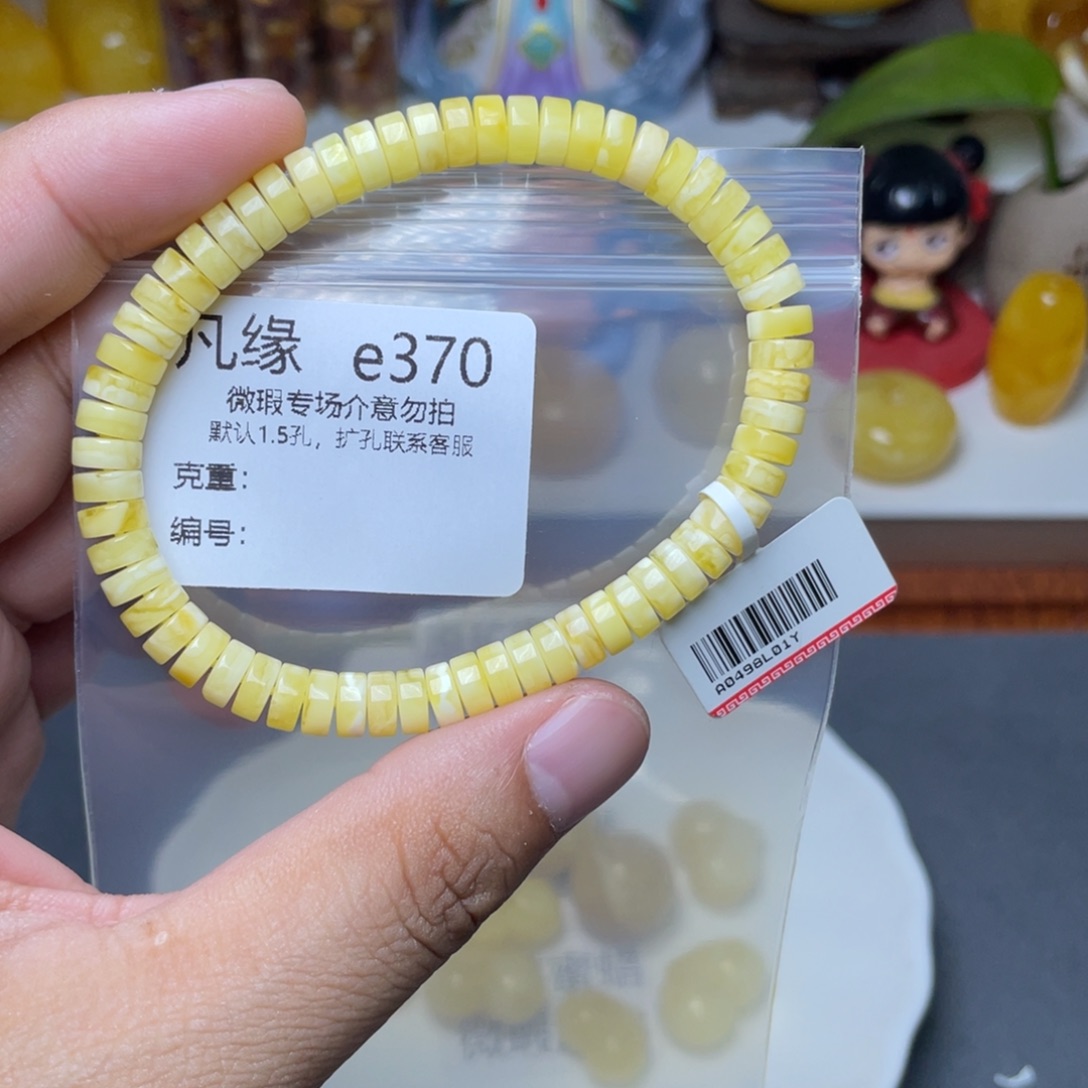 凡缘 e370
微瑕专场介意勿拍
默认1.5孔，扩孔联系客服
克重：
编号：
A0498L01Y